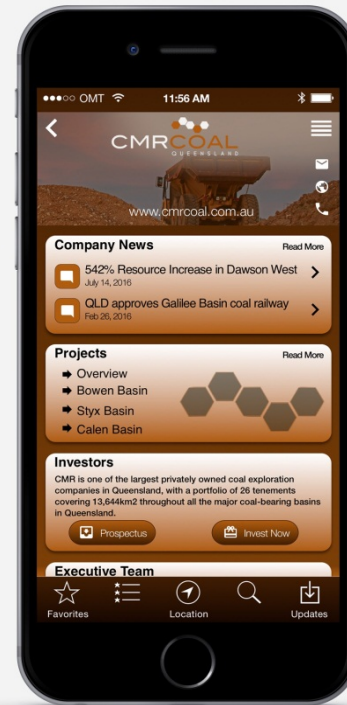 OMT 11:56 AM
CMRCOAL
QUEENSLAND
www.cmrcoal.com.au
Company News Read More
542% Resource Increase in Dawson West
July 14, 2016
QLD approves Galilee Basin coal railway
Feb 26, 2016
Projects Read More
Overview
Bowen Basin
Styx Basin
Calen Basin
Investors
CMR is one of the largest privately owned coal exploration
companies in Queensland, with a portfolio of 26 tenements
covering 13,644km2 throughout all the major coal-bearing basins
in Queensland.
Prospectus Invest Now
Executive Team
Favorites Location Updates